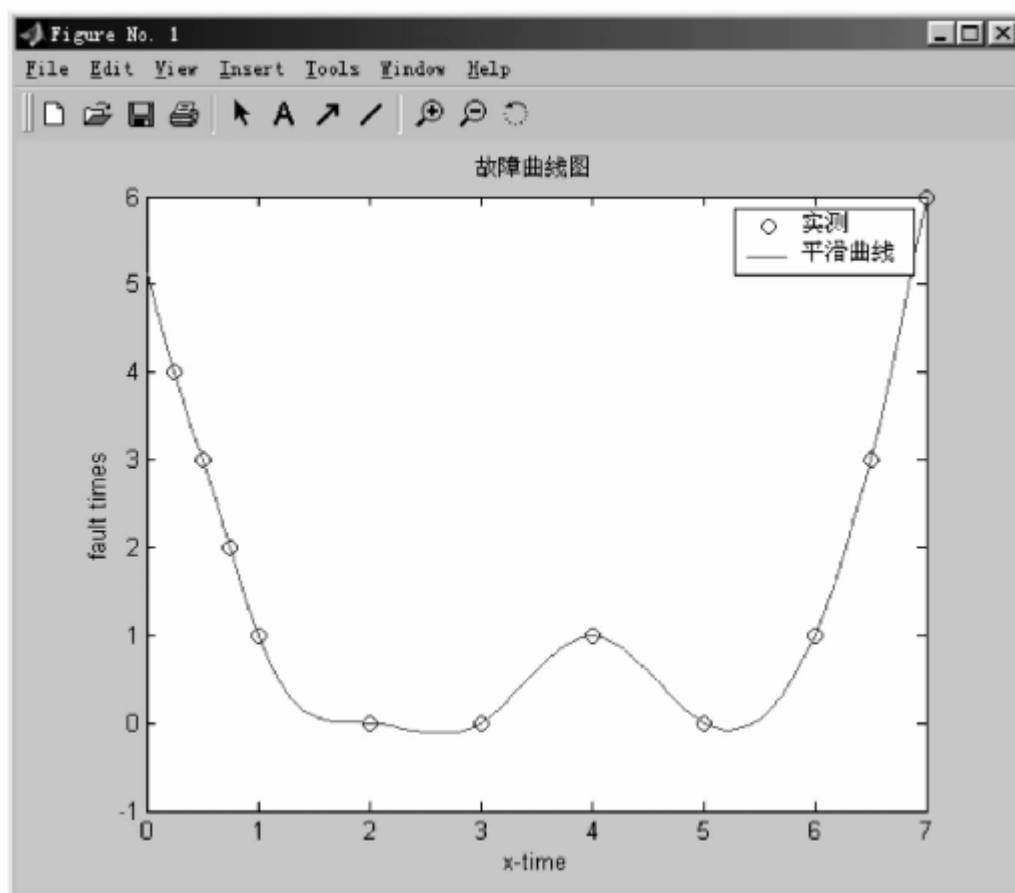 Figure No. 1
File Edit View Insert Tools Window Help
A
故障曲线图
实测
平滑曲线
6
5
4
3
2
1
0
-1
fault times
0 1 2 3 4 5 6 7
x-time